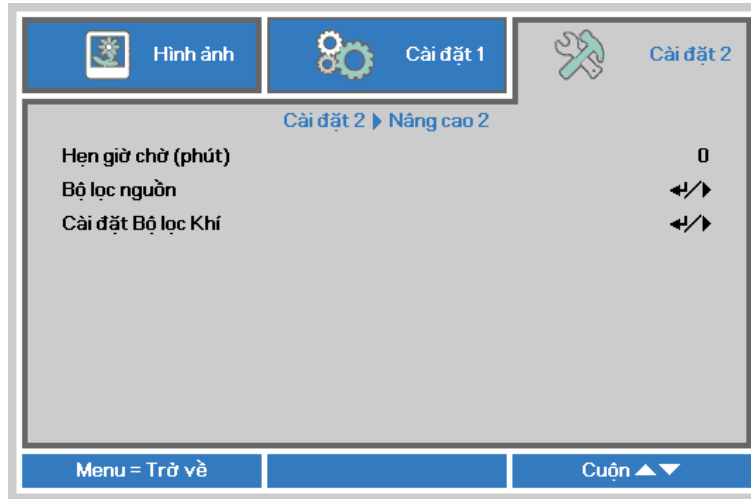 Hình ảnh
Cài đặt 1
Cài đặt 2
Cài đặt 2 ▶ Nâng cao 2
Hẹn giờ chờ (phút) 0
Bộ lọc nguồn ↵/▶
Cài đặt Bộ lọc Khí ↵/▶
Menu = Trở về
Cuộn ▲▼